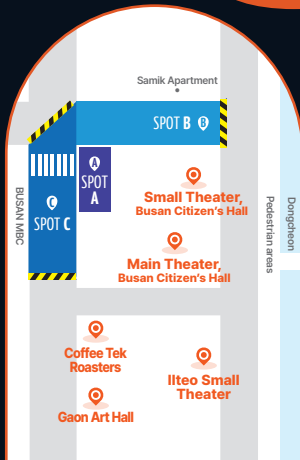 Samik Apartment
SPOT B B
A
SPOT
A
C
SPOT C
BUSAN MBC
Small Theater,
Busan Citizen's Hall
Main Theater,
Busan Citizen's Hall
Pedestrian areas
Dongcheon
Coffee Tek
Roasters
Ilteo Small
Theater
Gaon Art Hall